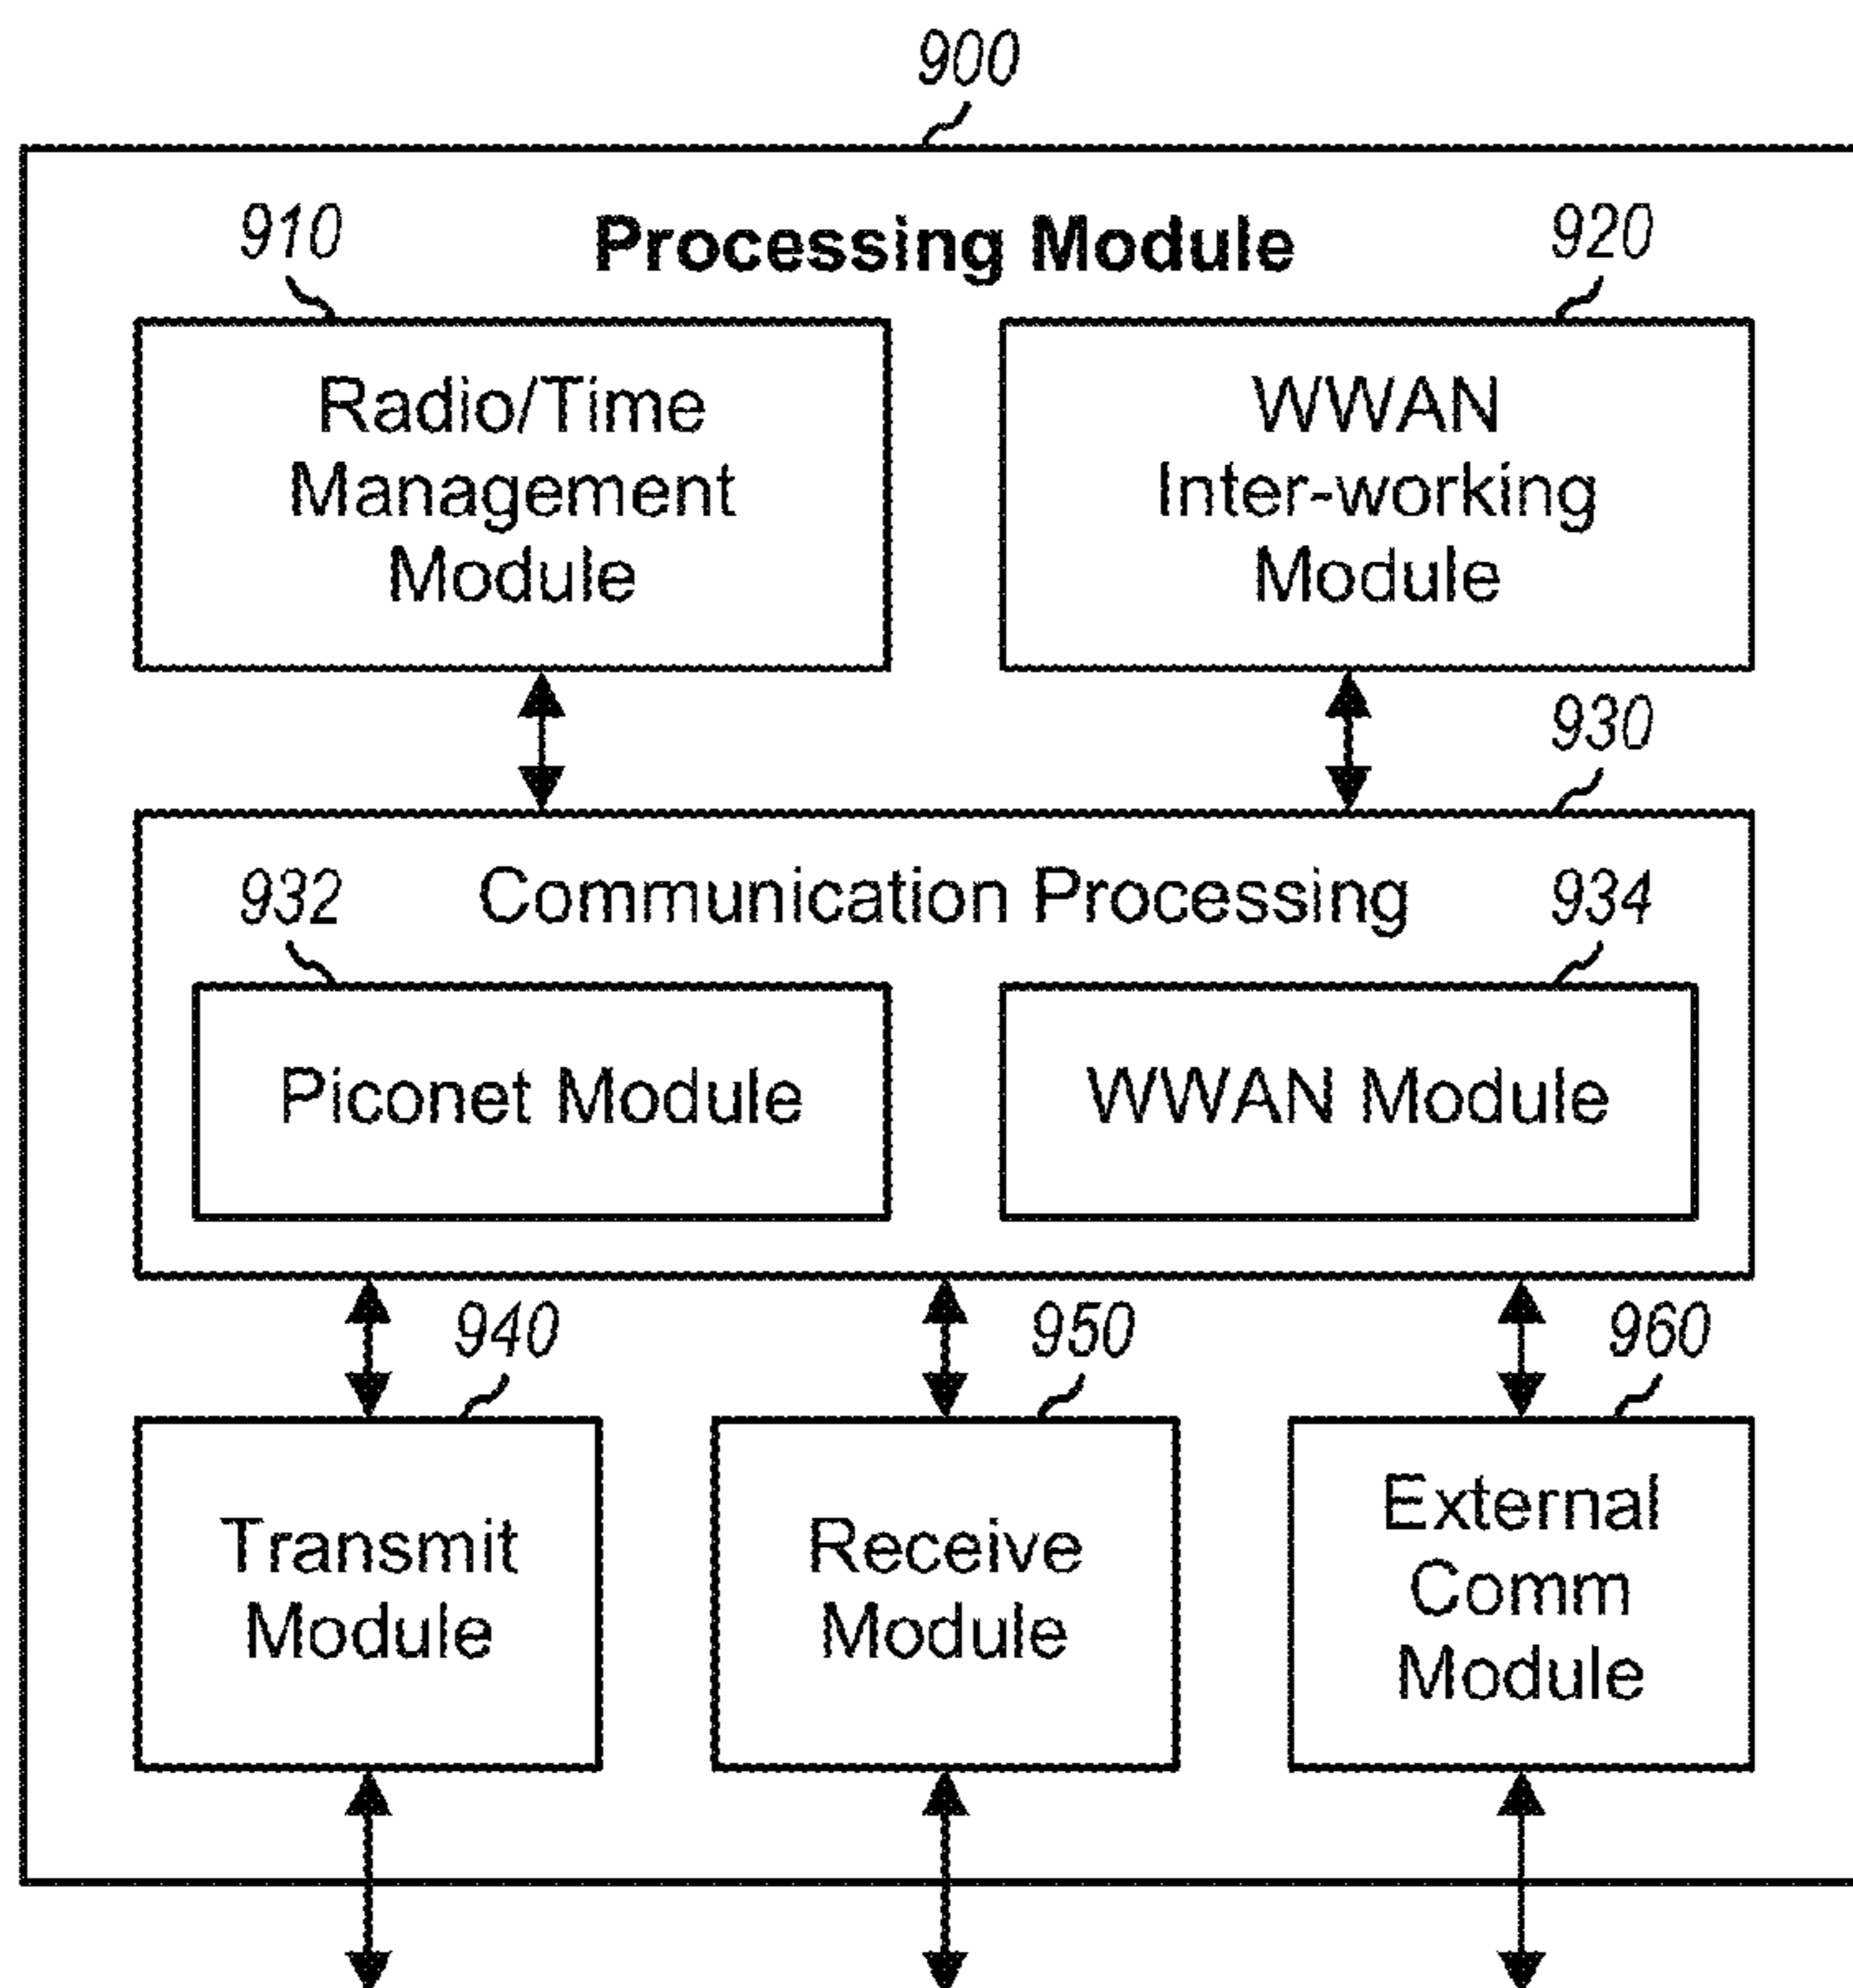 900
910
Processing Module
920
Radio/Time
Management
Module
WWAN
Inter-working
Module
930
932
Communication Processing
934
Piconet Module
WWAN Module
940
950
960
Transmit
Module
Receive
Module
External
Comm
Module